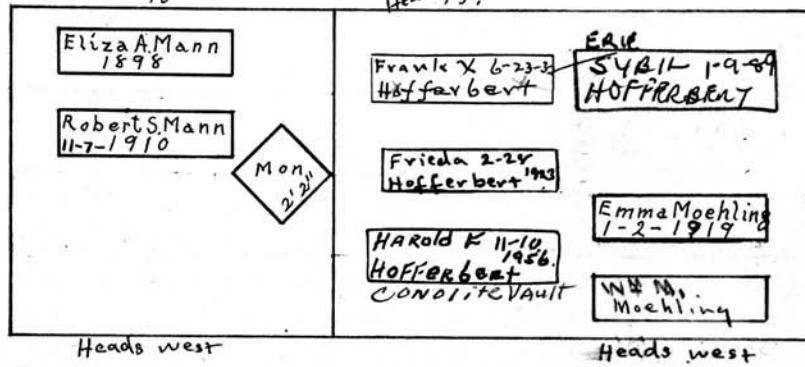 Eliza A. Mann
1898
Robert S. Mann
11-7-1910
Mon
2' 2"
Frank X 6-23-3
Hofferbert
ERIC
SYBIL 1-9-89
HOFFERBERT
Frieda 2-28
Hofferbert 1923
HAROLD F 11-10
1956
HOFFERBERT
CONOLITE VAULT
Emma Moehling
1-2-1919
Wm.
Moehling
Heads west
Heads west